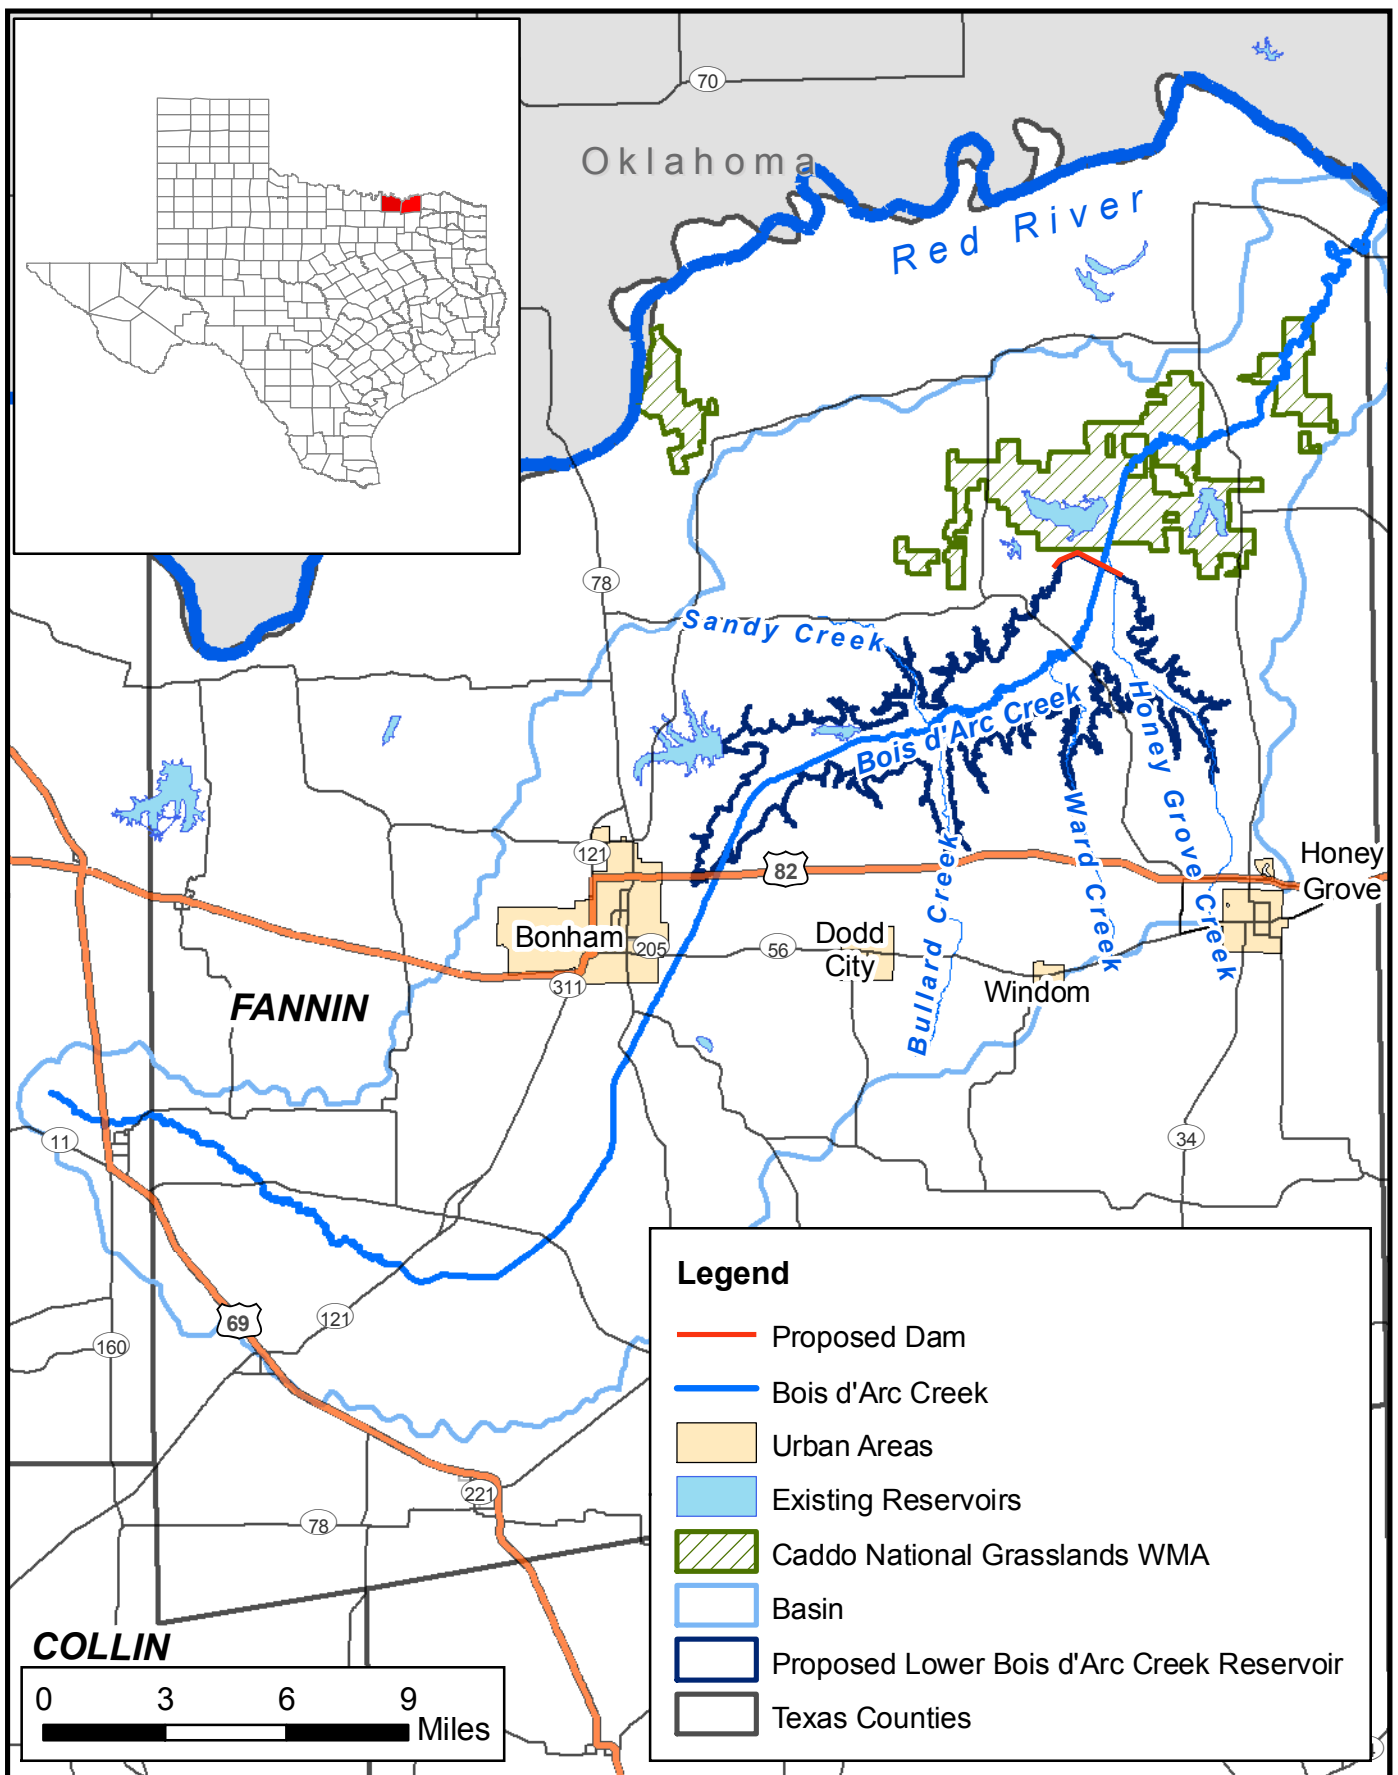 70
Oklahoma
Red River
78
Sandy Creek
Bois d'Arc Creek
Honey Grove Creek
Ward Creek
Bullard Creek
121
82
Honey
Grove
Bonham
205
56
Dodd
City
311
Windom
FANNIN
11
34
69
121
160
221
78
COLLIN
0 3 6 9
Miles
Legend
Proposed Dam
Bois d'Arc Creek
Urban Areas
Existing Reservoirs
Caddo National Grasslands WMA
Basin
Proposed Lower Bois d'Arc Creek Reservoir
Texas Counties